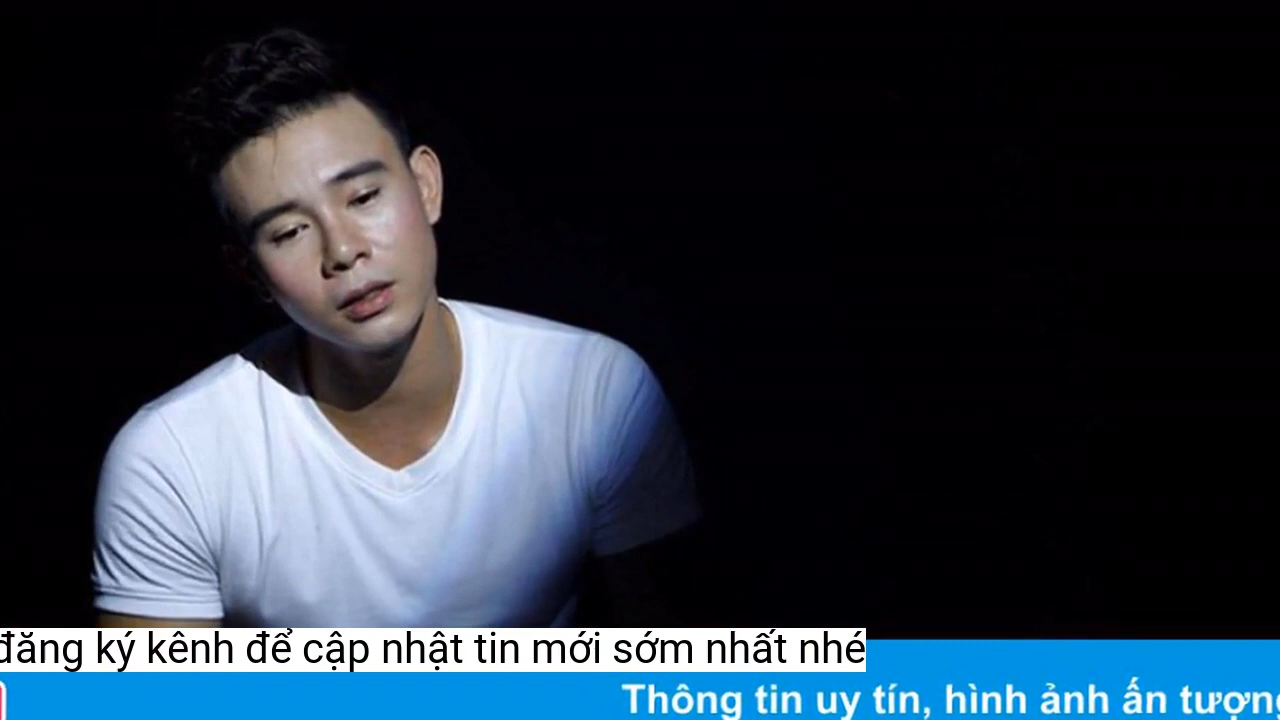 đăng ký kênh để cập nhật tin mới sớm nhất nhé
Thông tin uy tín, hình ảnh ấn tượng